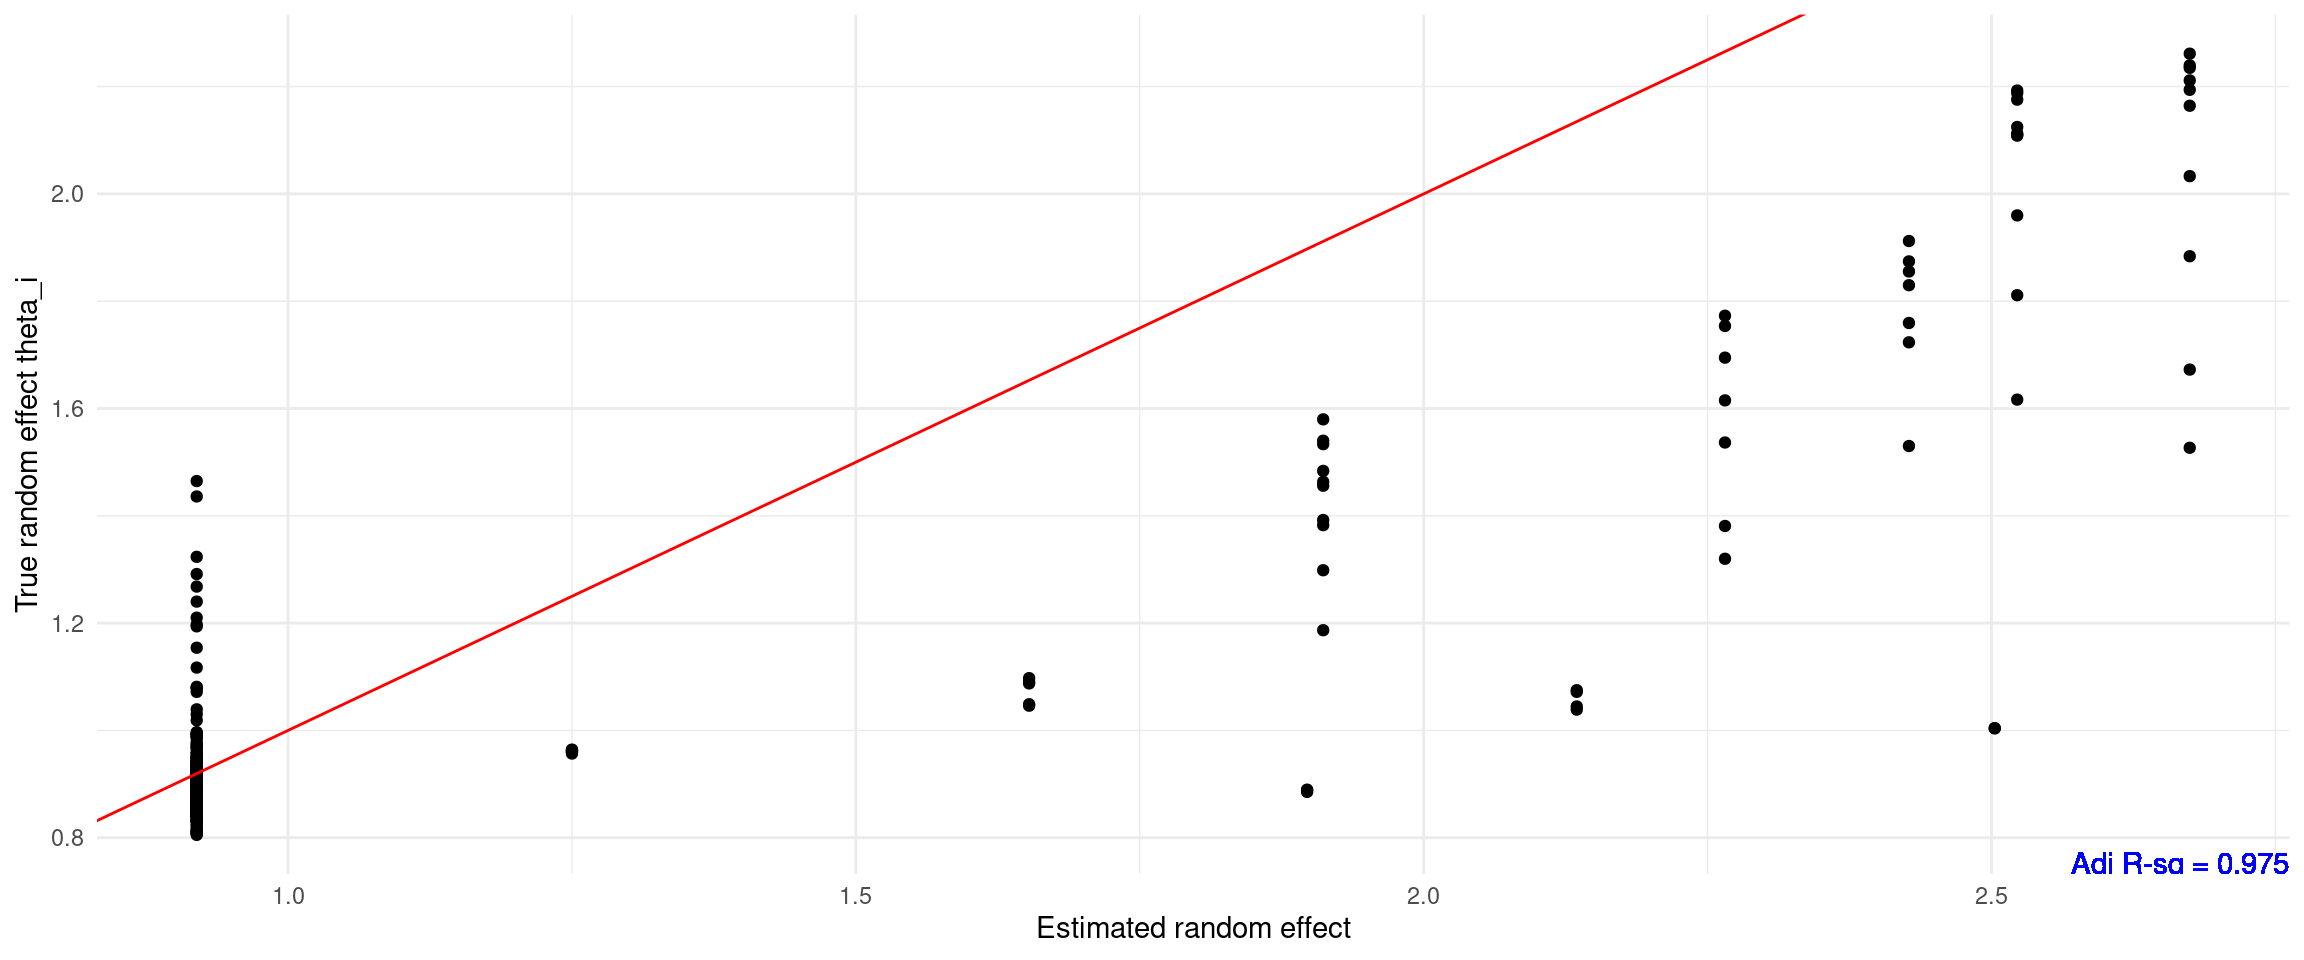 True random effect theta_i
2.0
1.6
1.2
0.8
Adj R-sq = 0.975
1.0 1.5 2.0 2.5
Estimated random effect